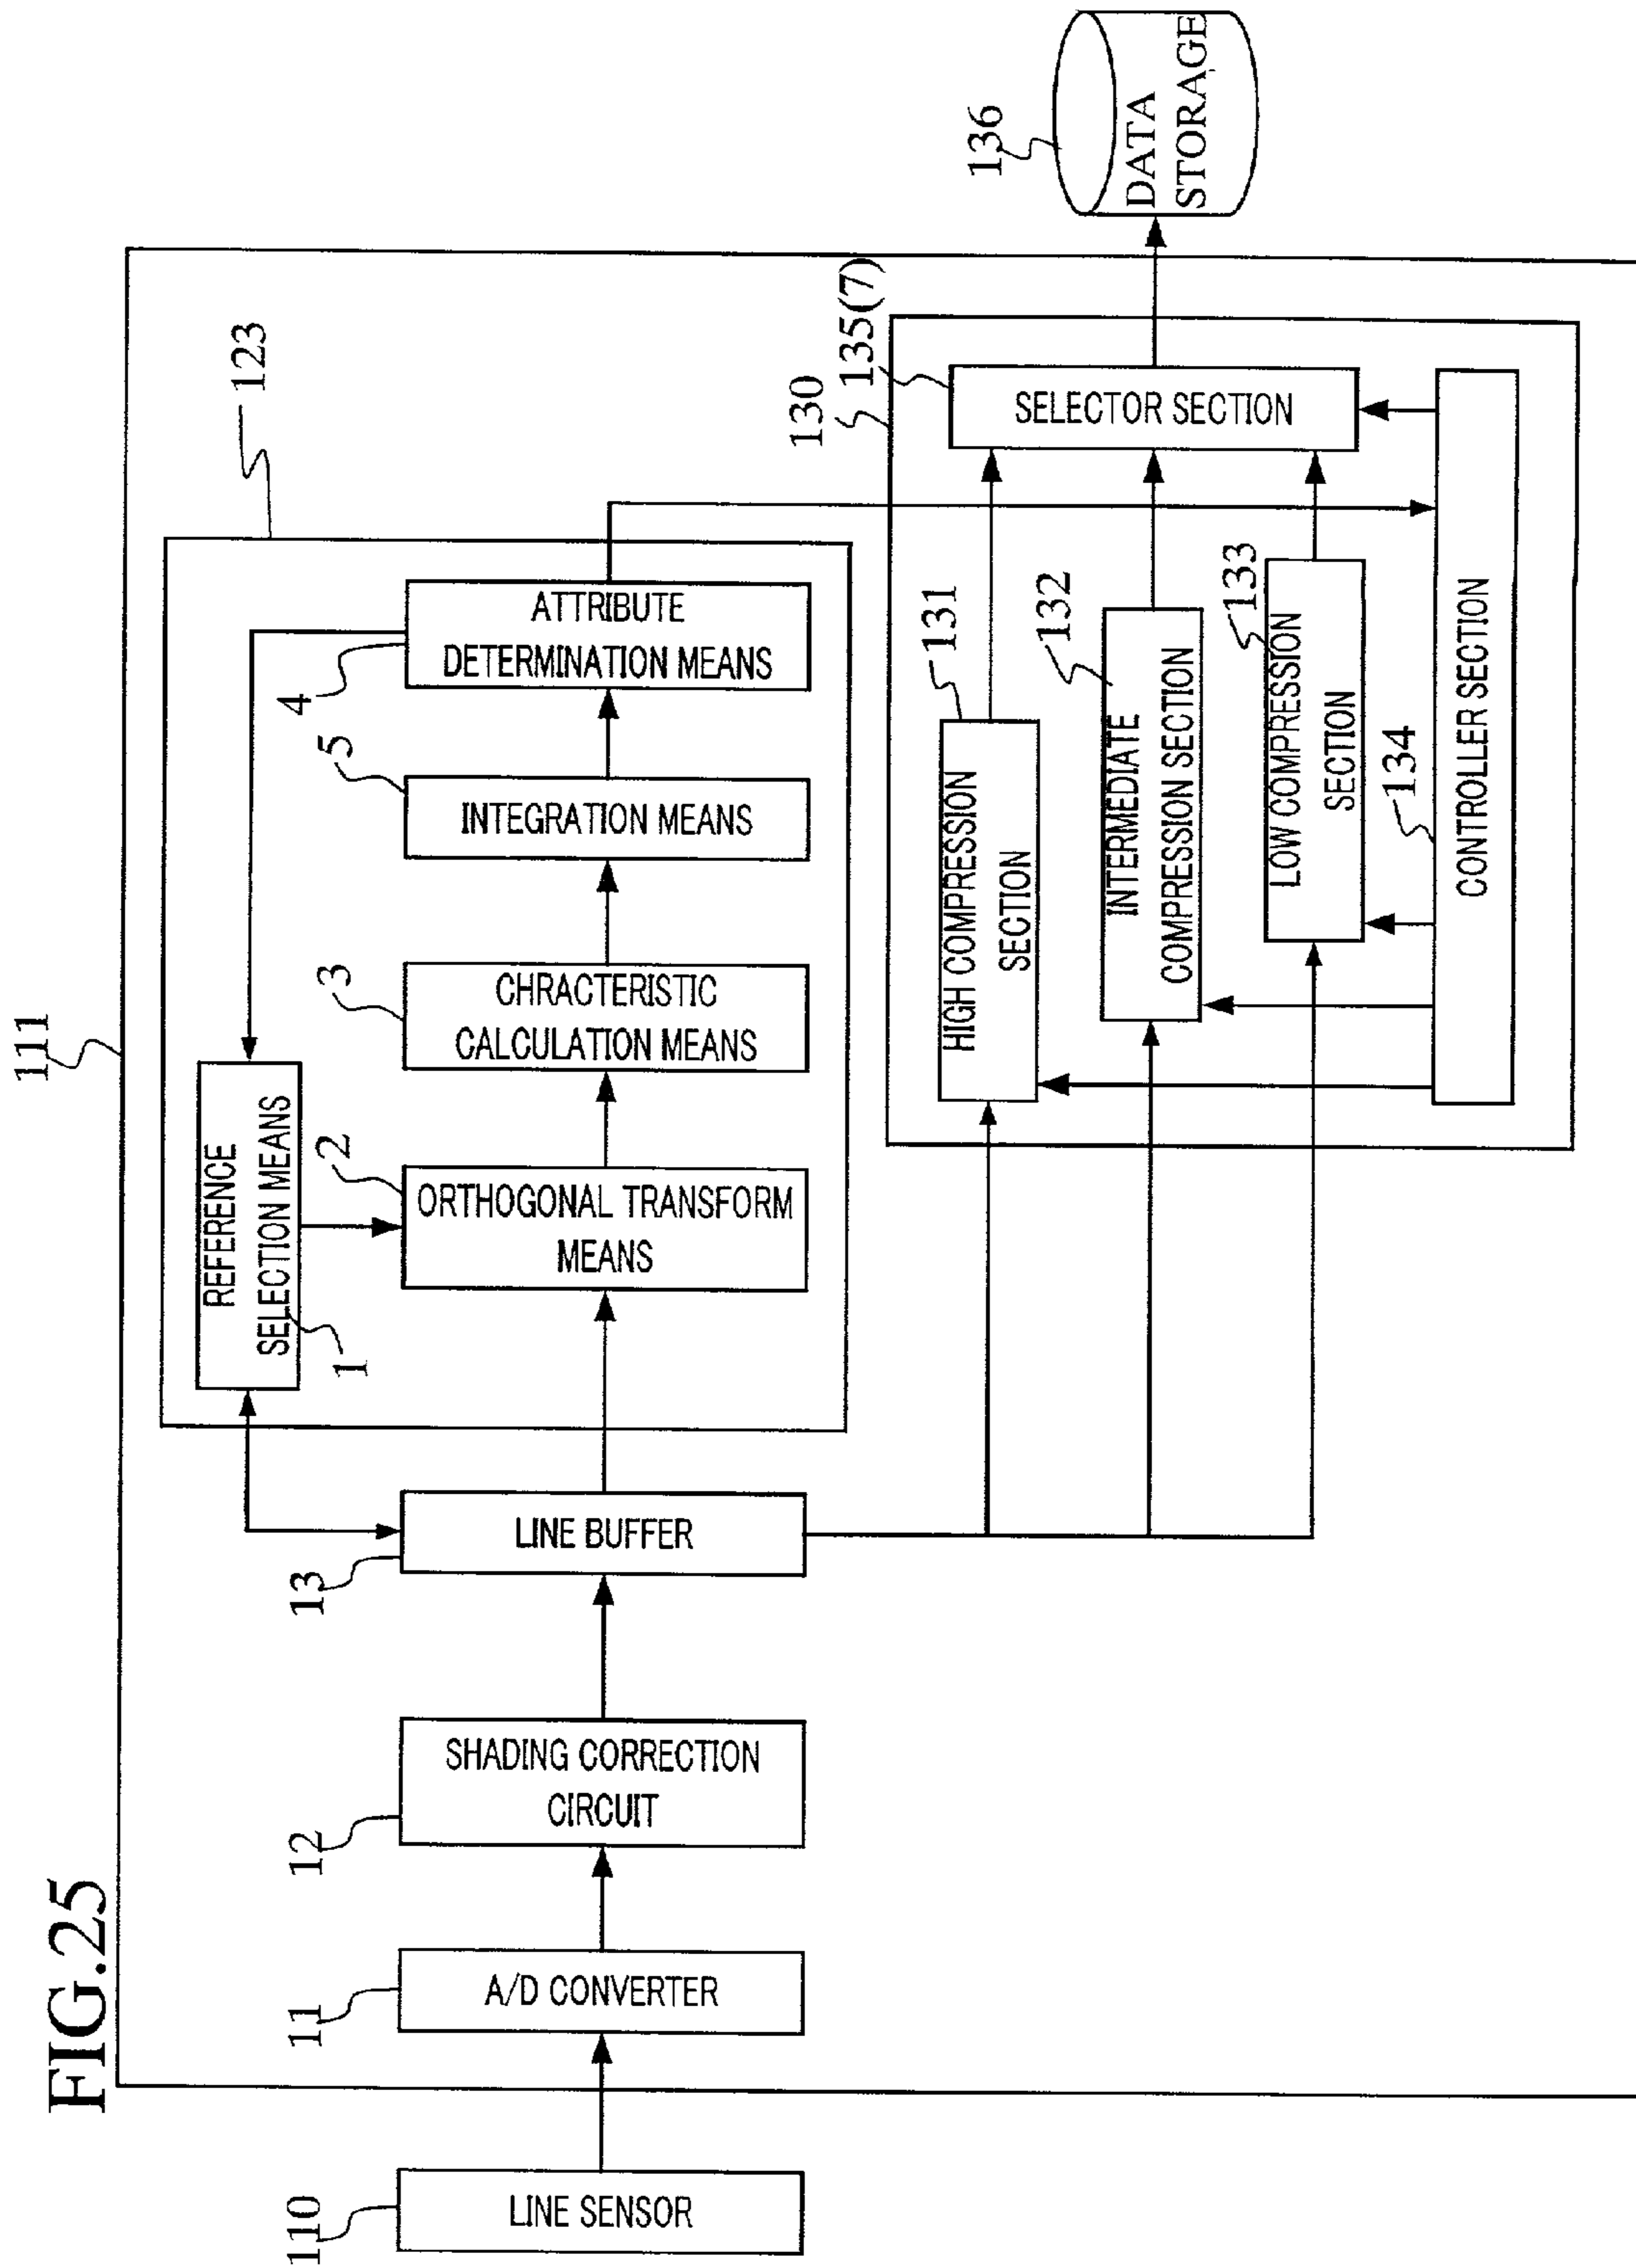 FIG.25
111
123
REFERENCE
SELECTION MEANS
1
2
ORTHOGONAL TRANSFORM
MEANS
3
CHRACTERISTIC
CALCULATION MEANS
5
INTEGRATION MEANS
4
ATTRIBUTE
DETERMINATION MEANS
110
LINE SENSOR
11
A/D CONVERTER
12
SHADING CORRECTION
CIRCUIT
13
LINE BUFFER
130
135(7)
SELECTOR SECTION
131
HIGH COMPRESSION
SECTION
132
INTERMEDIATE
COMPRESSION SECTION
133
LOW COMPRESSION
SECTION
134
CONTROLLER SECTION
136
DATA
STORAGE